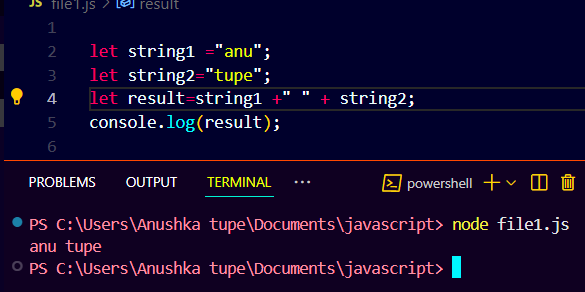 JS file1.js > result
1
2 let string1 ="anu";
3 let string2="tupe";
4 let result=string1 +" " + string2;
5 console.log(result);
6
PROBLEMS OUTPUT TERMINAL ··· powershell
PS C:\Users\Anushka tupe\Documents\javascript> node file1.js
anu tupe
PS C:\Users\Anushka tupe\Documents\javascript>